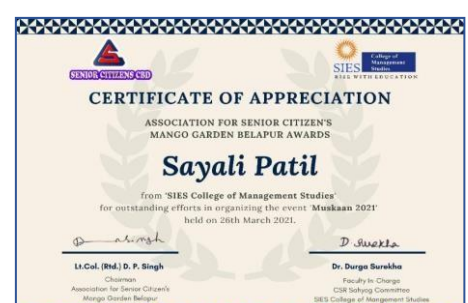 SENIOR CITIZENS CBD
SIES
College of
Management
Studies
RISE WITH EDUCATION
CERTIFICATE OF APPRECIATION
ASSOCIATION FOR SENIOR CITIZEN'S
MANGO GARDEN BELAPUR AWARDS
Sayali Patil
from 'SIES College of Management Studies'
for outstanding efforts in organizing the event 'Muskaan 2021'
held on 26th March 2021.
D Surekha
Lt.Col. (Rtd.) D. P. Singh
Chairman
Association for Senior Citizen's
Mango Garden Belapur
Dr. Durga Surekha
Faculty In-Charge
CSR Sahyog Committee
SIES College of Management Studies